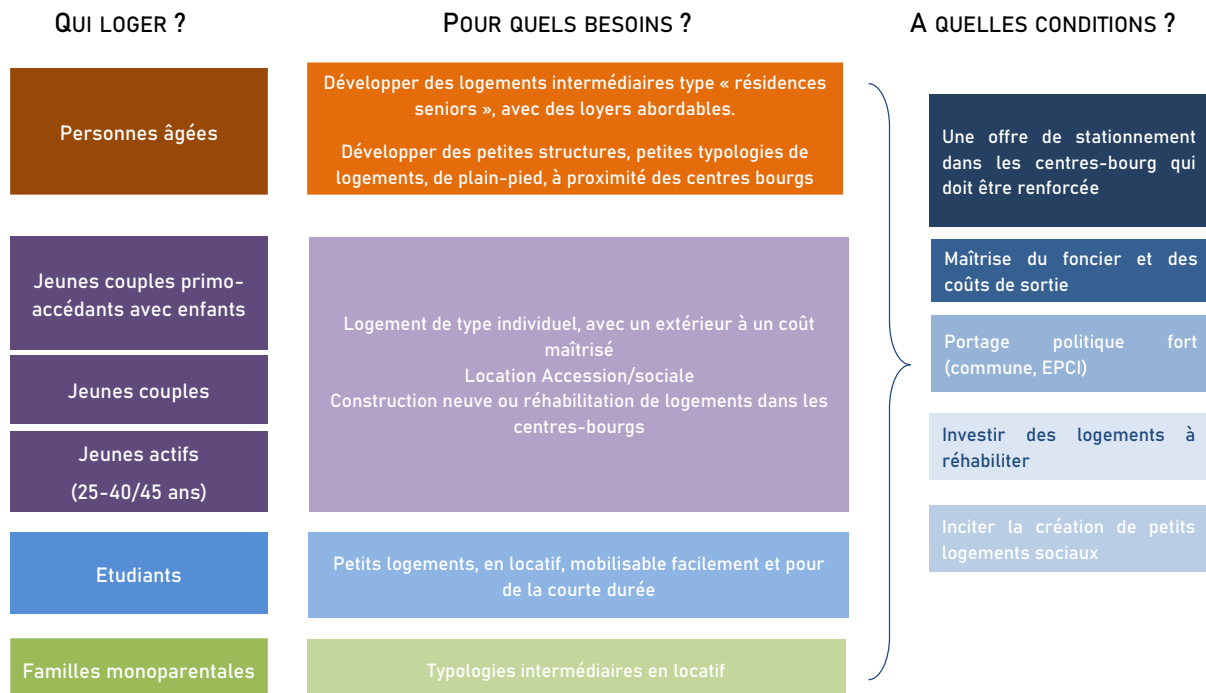 QUI LOGER ?
POUR QUELS BESOINS ?
A QUELLES CONDITIONS ?
Personnes âgées
Développer des logements intermédiaires type « résidences
seniors », avec des loyers abordables.
Développer des petites structures, petites typologies de
logements, de plain-pied, à proximité des centres bourgs
Jeunes couples primo-
accédants avec enfants
Jeunes couples
Jeunes actifs
(25-40/45 ans)
Logement de type individuel, avec un extérieur à un coût
maîtrisé
Location Accession/sociale
Construction neuve ou réhabilitation de logements dans les
centres-bourgs
Etudiants
Petits logements, en locatif, mobilisable facilement et pour
de la courte durée
Familles monoparentales
Typologies intermédiaires en locatif
Une offre de stationnement
dans les centres-bourg qui
doit être renforcée
Maîtrise du foncier et des
coûts de sortie
Portage politique fort
(commune, EPCI)
Investir des logements à
réhabiliter
Inciter la création de petits
logements sociaux